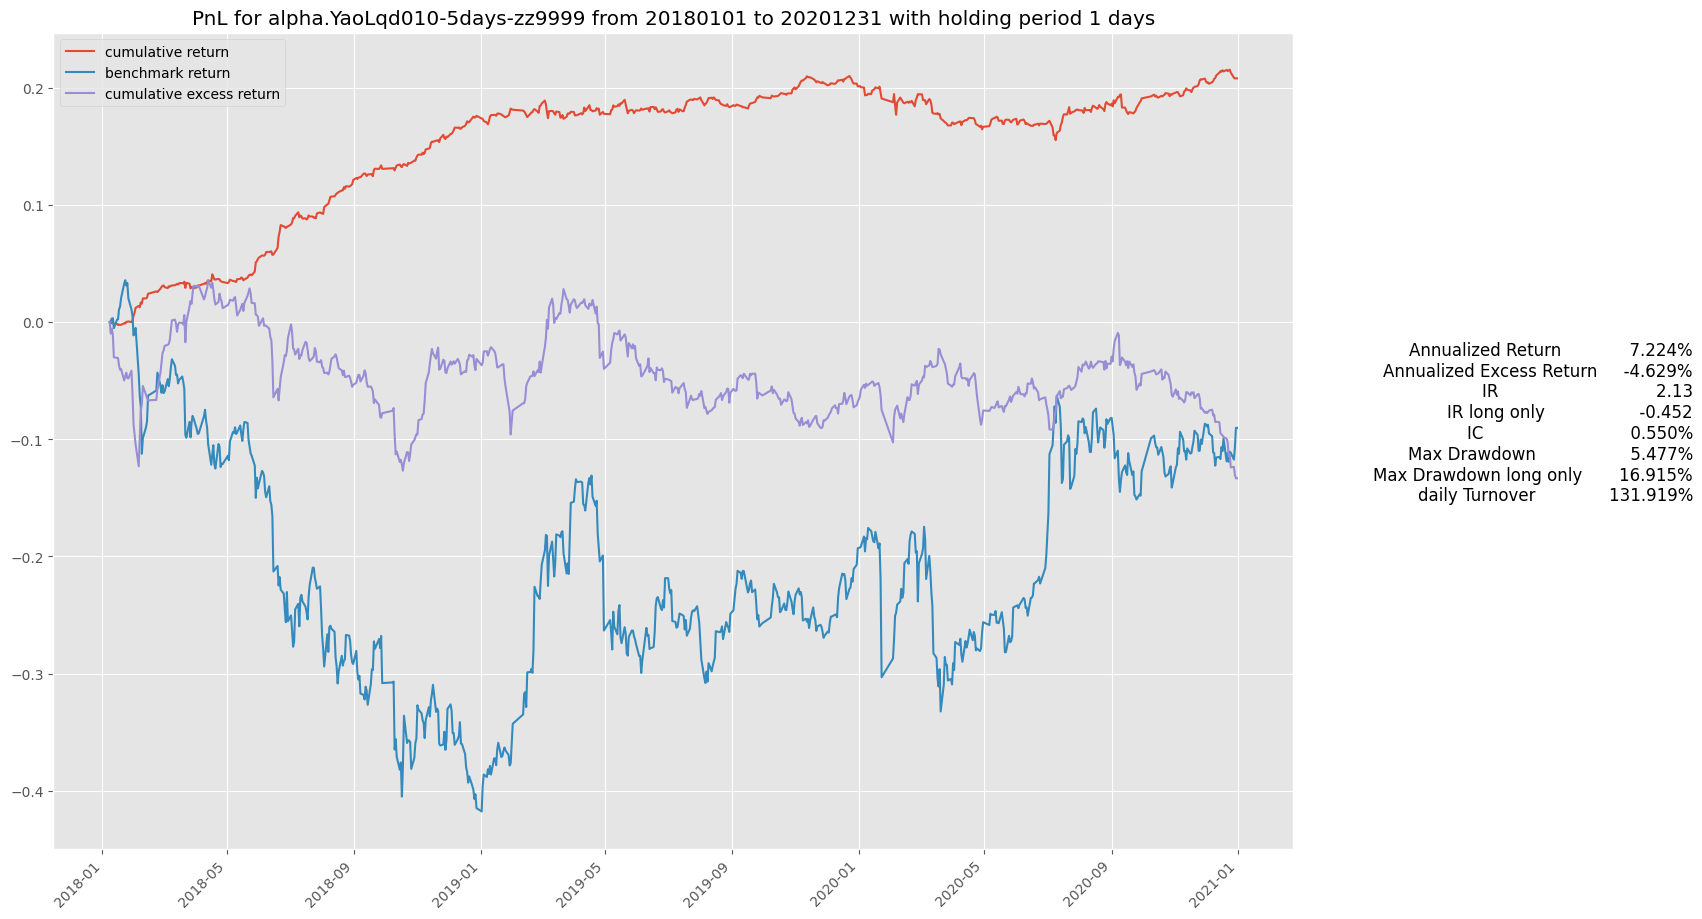 PnL for alpha.YaoLqd010-5days-zz9999 from 20180101 to 20201231 with holding period 1 days
cumulative return
benchmark return
cumulative excess return
0.2
0.1
0.0
−0.1
−0.2
−0.3
−0.4
2018-01
2018-05
2018-09
2019-01
2019-05
2019-09
2020-01
2020-05
2020-09
2021-01
Annualized Return 7.224%
Annualized Excess Return -4.629%
IR 2.13
IR long only -0.452
IC 0.550%
Max Drawdown 5.477%
Max Drawdown long only 16.915%
daily Turnover 131.919%